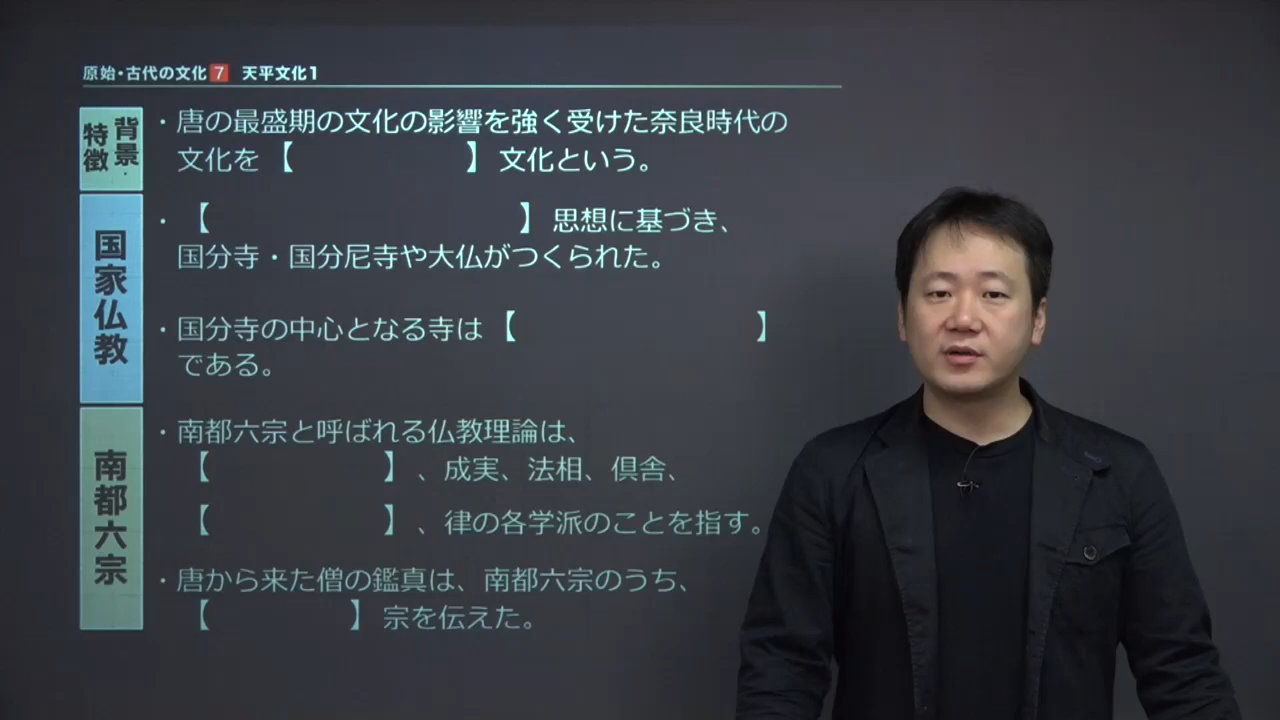 原始・古代の文化7 天平文化1
背景・特徴
・唐の最盛期の文化の影響を強く受けた奈良時代の
文化を【 】文化という。
国家仏教
・【 】思想に基づき、
国分寺・国分尼寺や大仏がつくられた。
・国分寺の中心となる寺は【 】
である。
南都六宗
・南都六宗と呼ばれる仏教理論は、
【 】、成実、法相、倶舎、
【 】、律の各学派のことを指す。
・唐から来た僧の鑑真は、南都六宗のうち、
【 】宗を伝えた。